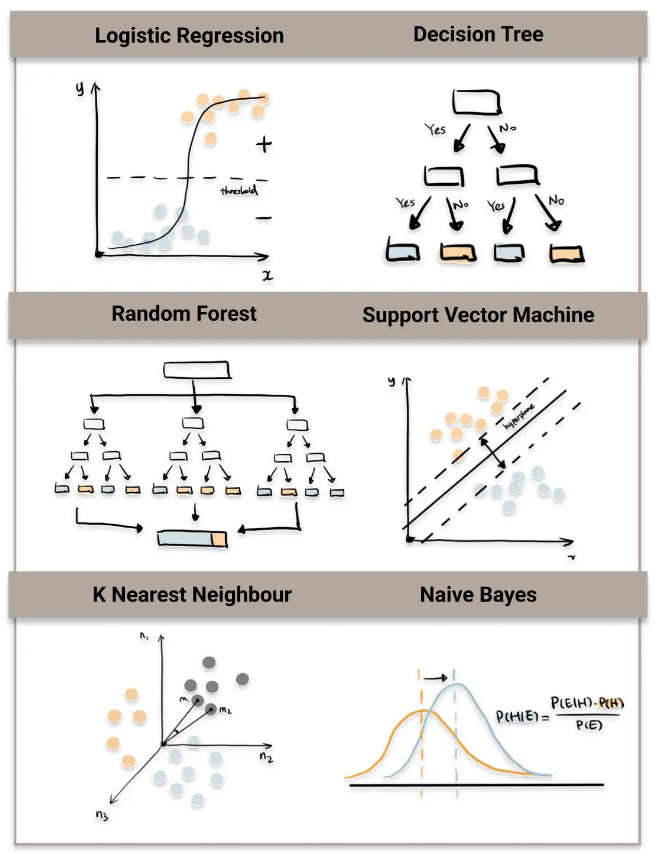 Logistic Regression
Decision Tree
y
+
threshold
−
x
Yes
No
Yes
No
Yes
No
Random Forest
Support Vector Machine
y
hyperplane
x
K Nearest Neighbour
Naive Bayes
n₁
m₁
m₂
n₂
n₃
P(H|E) = P(E|H) · P(H)
P(E)